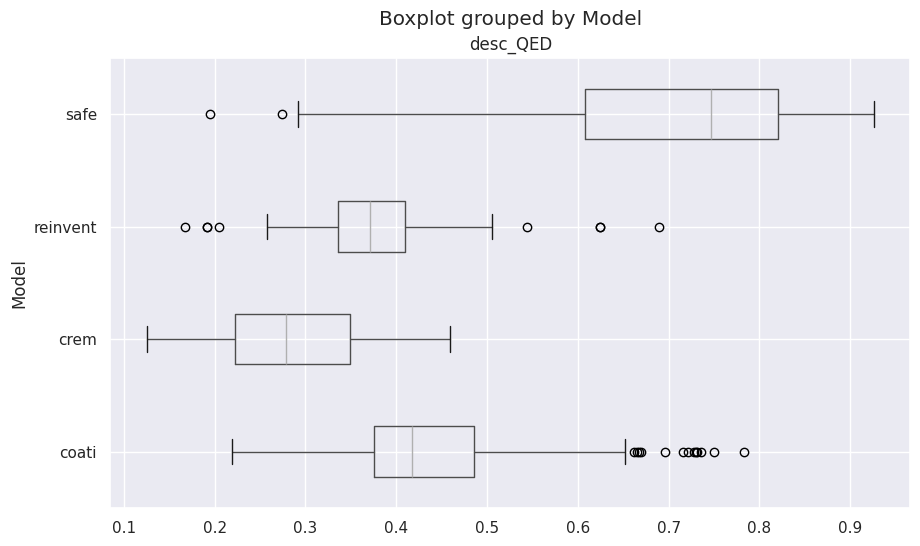 Boxplot grouped by Model
desc_QED
safe
reinvent
Model
crem
coati
0.1 0.2 0.3 0.4 0.5 0.6 0.7 0.8 0.9